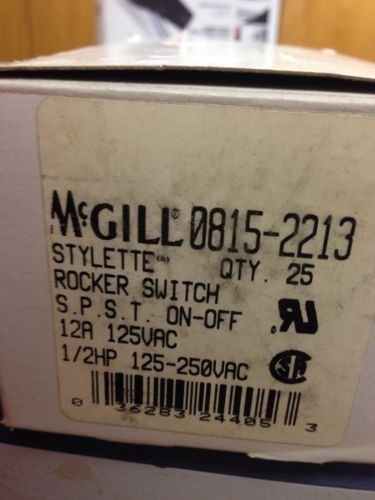 McGILL® 0815-2213
STYLETTE(R) QTY. 25
ROCKER SWITCH
S.P.S.T. ON-OFF
12A 125VAC
1/2HP 125-250VAC
0 36283 24405 3